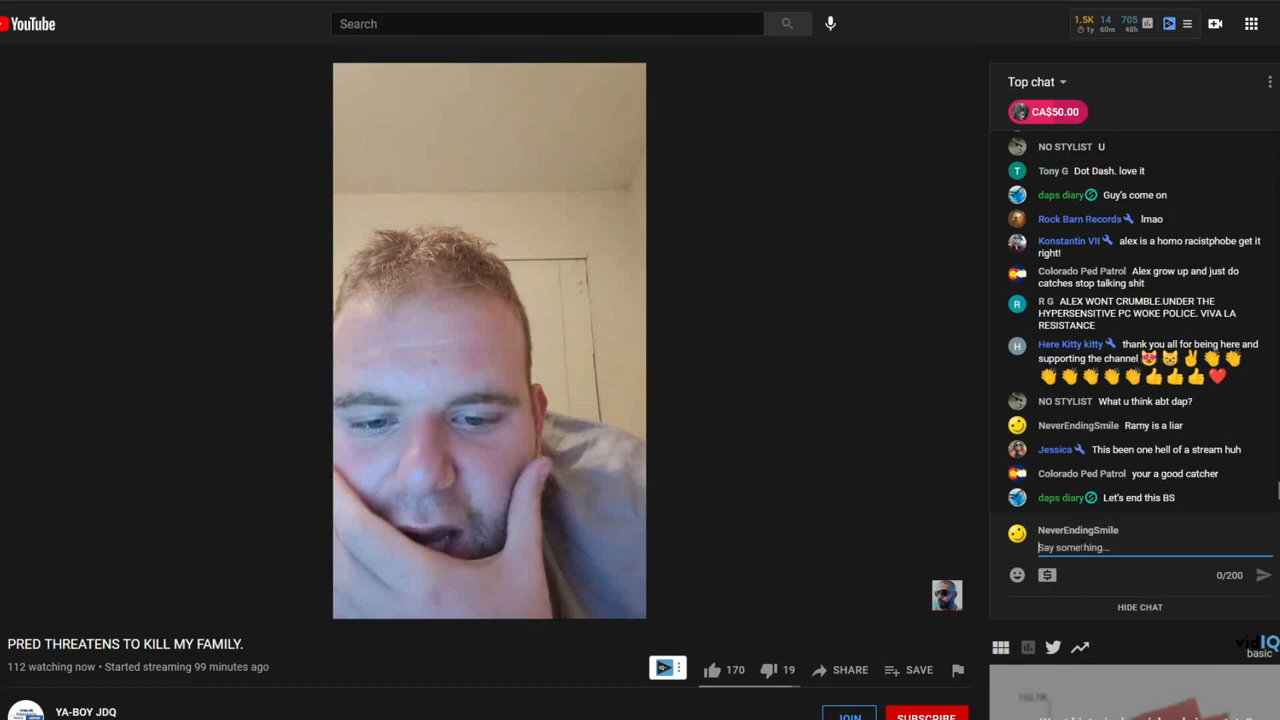 YouTube
Search
1.5K 14 705
1y 60m 48h
Top chat
CA$50.00
NO STYLIST U
Tony G Dot Dash. love it
daps diary Guy's come on
Rock Barn Records lmao
Konstantin VII alex is a homo racistphobe get it
right!
Colorado Ped Patrol Alex grow up and just do
catches stop talking shit
R G ALEX WONT CRUMBLE.UNDER THE
HYPERSENSITIVE PC WOKE POLICE. VIVA LA
RESISTANCE
Here Kitty kitty thank you all for being here and
supporting the channel
NO STYLIST What u think abt dap?
NeverEndingSmile Ramy is a liar
Jessica This been one hell of a stream huh
Colorado Ped Patrol your a good catcher
daps diary Let's end this BS
NeverEndingSmile
Say something...
0/200
HIDE CHAT
PRED THREATENS TO KILL MY FAMILY.
112 watching now • Started streaming 99 minutes ago
170 19 SHARE SAVE
vidIQ
basic
YA-BOY JDQ
JOIN SUBSCRIBE